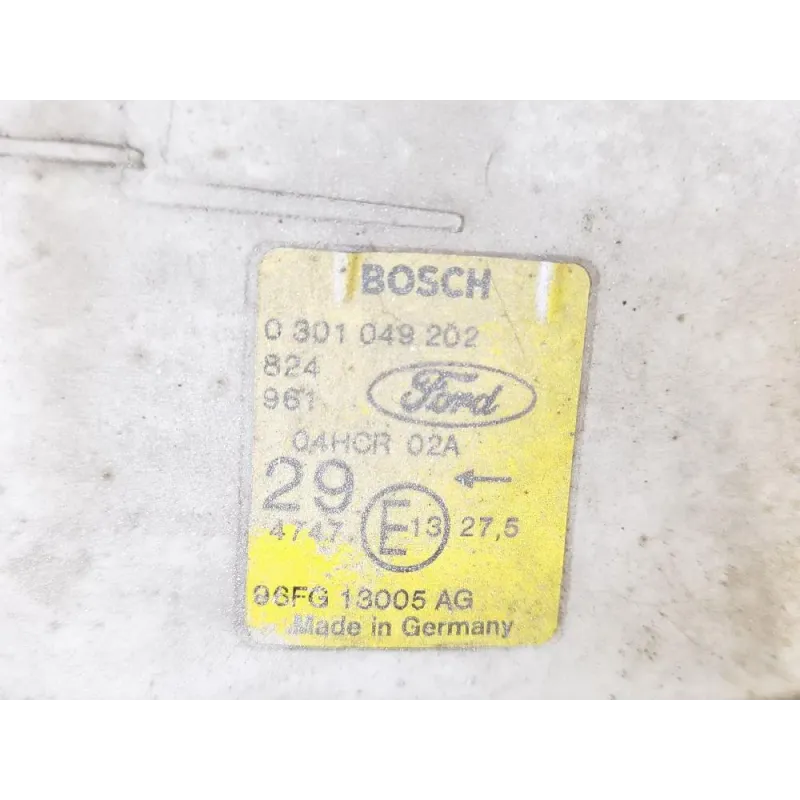 BOSCH
0 301 049 202
824
961 Ford
04HCR 02A
29 ←
4747 E 13 27,5
96FG 13005 AG
Made in Germany